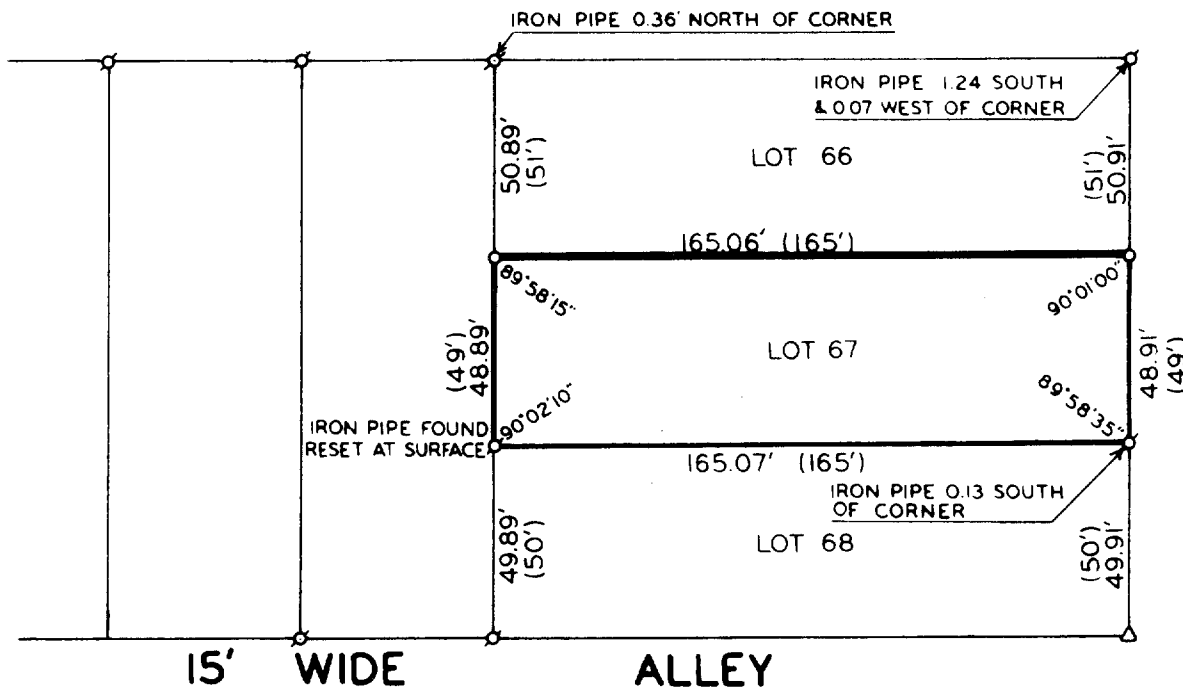 IRON PIPE 0.36' NORTH OF CORNER
IRON PIPE 1.24 SOUTH
& 0.07 WEST OF CORNER
50.89'
(51')
LOT 66
(51')
50.91'
165.06' (165')
89°58'15"
90°01'00"
(49')
48.89'
LOT 67
48.91'
(49')
90°02'10"
89°58'35"
IRON PIPE FOUND
RESET AT SURFACE
165.07' (165')
IRON PIPE 0.13 SOUTH
OF CORNER
49.89'
(50')
LOT 68
(50')
49.91'
15' WIDE ALLEY